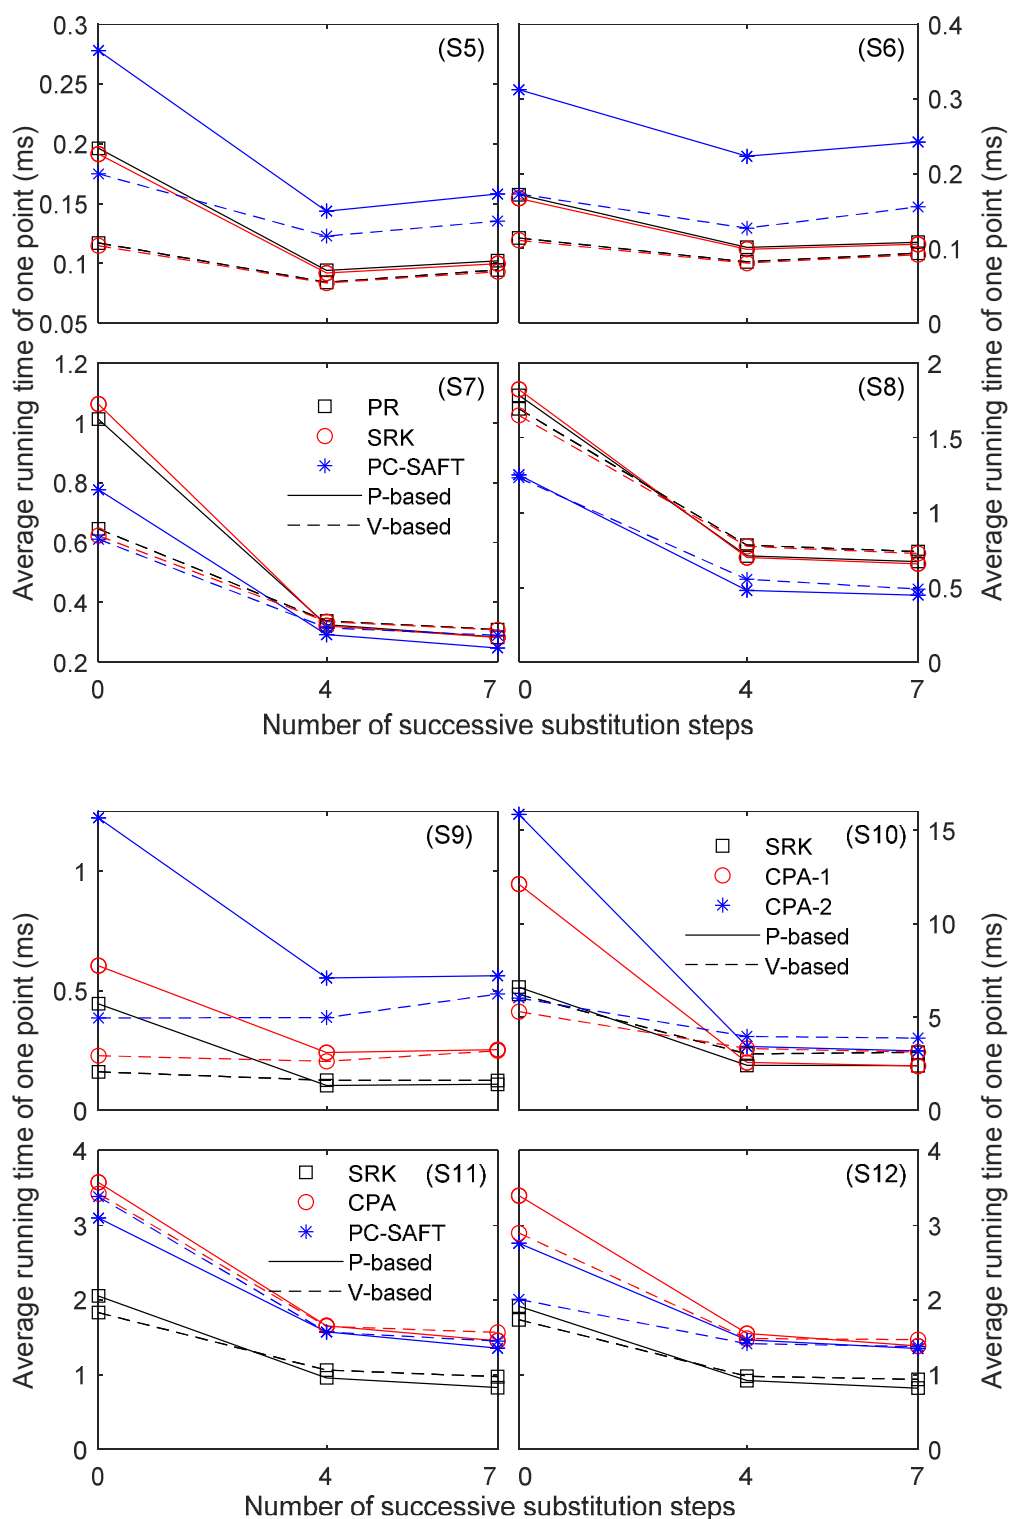 0.3
0.25
0.2
0.15
0.1
0.05
(S5)
(S6)
0.4
0.3
0.2
0.1
0
1.2
1
0.8
0.6
0.4
0.2
0
4
7
(S7)
PR
SRK
PC-SAFT
P-based
V-based
(S8)
2
1.5
1
0.5
0
0
4
7
Average running time of one point (ms)
Average running time of one point (ms)
Number of successive substitution steps
1
0.5
0
(S9)
(S10)
SRK
CPA-1
CPA-2
P-based
V-based
15
10
5
0
4
3
2
1
0
0
4
7
(S11)
SRK
CPA
PC-SAFT
P-based
V-based
(S12)
4
3
2
1
0
0
4
7
Average running time of one point (ms)
Average running time of one point (ms)
Number of successive substitution steps